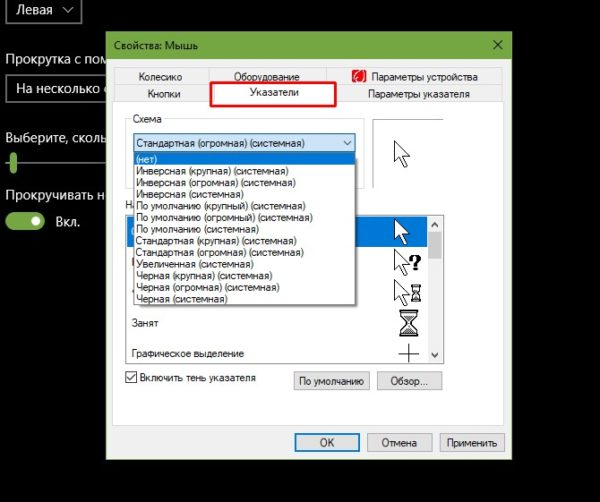 Левая
Прокрутка с пом
На несколько с
Выберите, сколь
Прокручивать н
Вкл.
Свойства: Мышь
Колесико
Оборудование
Параметры устройства
Кнопки
Указатели
Параметры указателя
Схема
Стандартная (огромная) (системная)
(нет)
Инверсная (крупная) (системная)
Инверсная (огромная) (системная)
Инверсная (системная)
По умолчанию (крупный) (системная)
По умолчанию (огромный) (системная)
По умолчанию (системная)
Стандартная (крупная) (системная)
Стандартная (огромная) (системная)
Увеличенная (системная)
Черная (крупная) (системная)
Черная (огромная) (системная)
Черная (системная)
Занят
Графическое выделение
Включить тень указателя
По умолчанию
Обзор...
ОК
Отмена
Применить